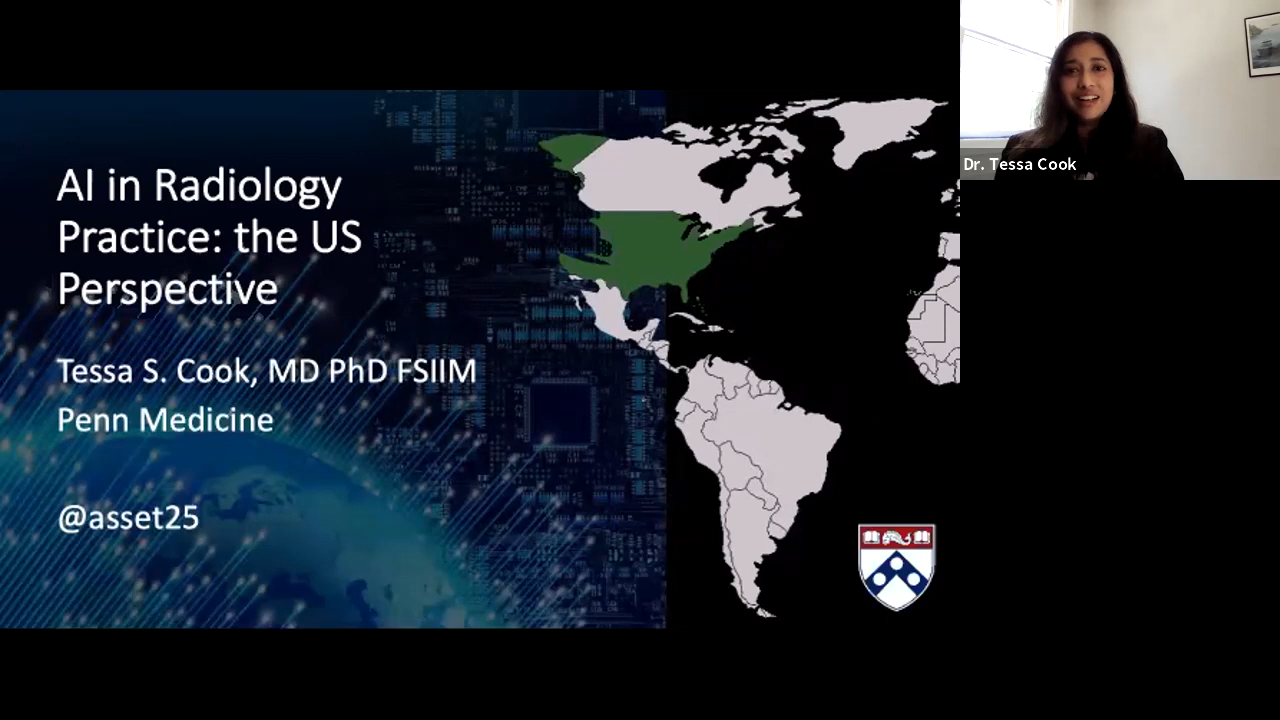 AI in Radiology
Practice: the US
Perspective
Tessa S. Cook, MD PhD FSIIM
Penn Medicine
@asset25
Dr. Tessa Cook